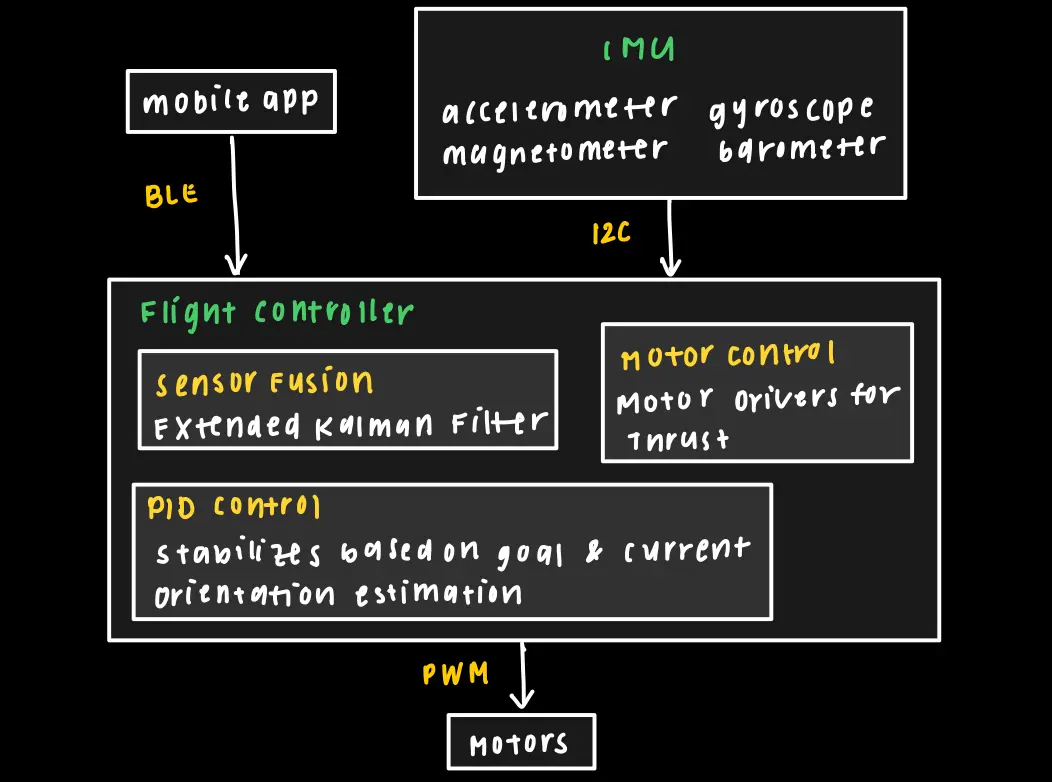 mobile app
IMU
accelerometer gyroscope
magnetometer barometer
BLE
I2C
Flight Controller
Sensor Fusion
Extended Kalman Filter
Motor Control
Motor Drivers for
Thrust
PID Control
stabilizes based on goal & current
orientation estimation
PWM
Motors